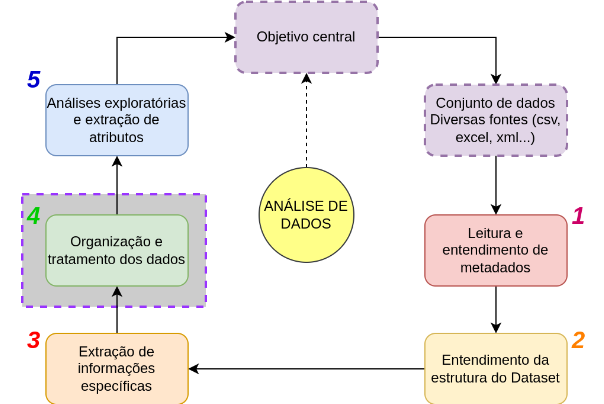 Objetivo central
5
Análises exploratórias
e extração de
atributos
Conjunto de dados
Diversas fontes (csv,
excel, xml...)
ANÁLISE DE
DADOS
4
Organização e
tratamento dos dados
1
Leitura e
entendimento de
metadados
3
Extração de
informações
específicas
2
Entendimento da
estrutura do Dataset